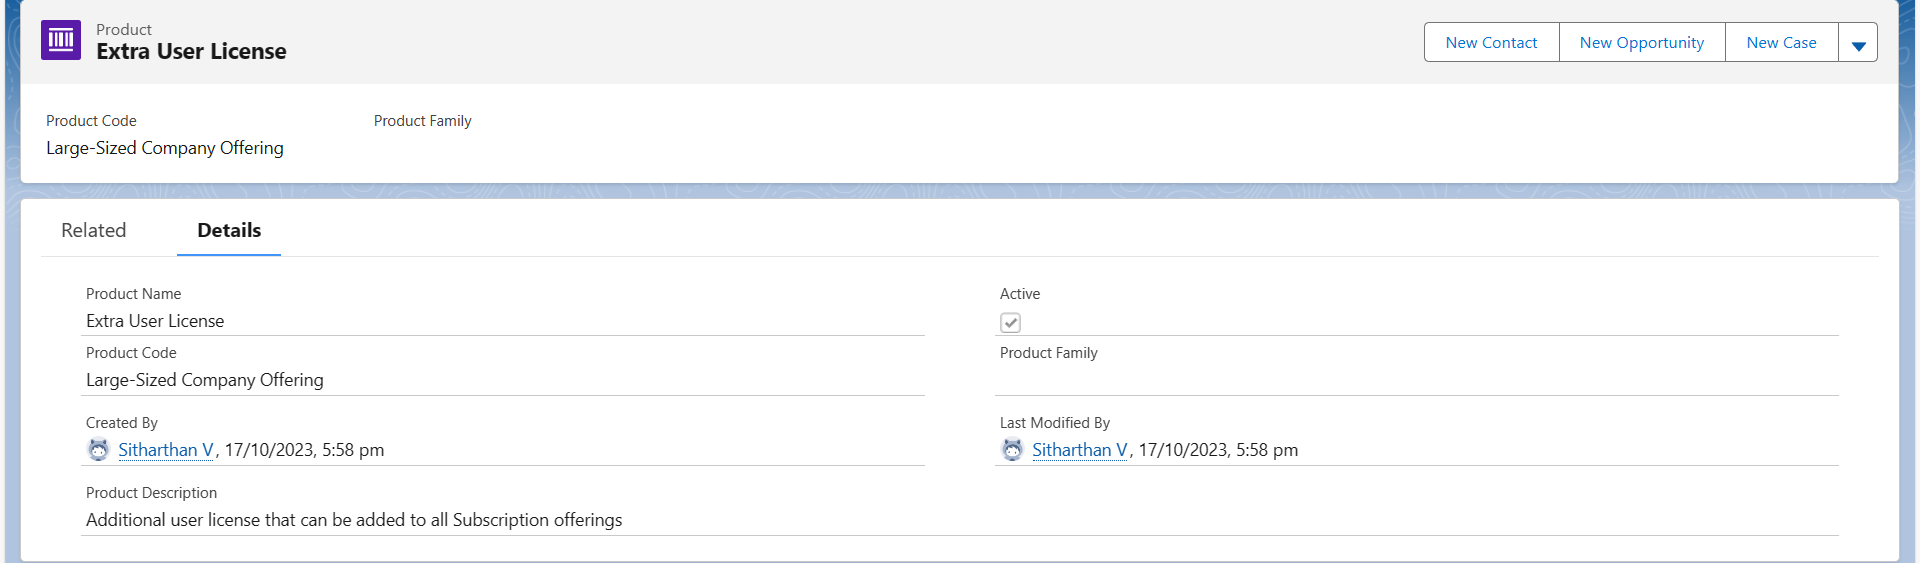 Product
Extra User License
New Contact
New Opportunity
New Case
Product Code
Product Family
Large-Sized Company Offering
Related
Details
Product Name
Active
Extra User License
Product Code
Product Family
Large-Sized Company Offering
Created By
Last Modified By
Sitharthan V, 17/10/2023, 5:58 pm
Sitharthan V, 17/10/2023, 5:58 pm
Product Description
Additional user license that can be added to all Subscription offerings